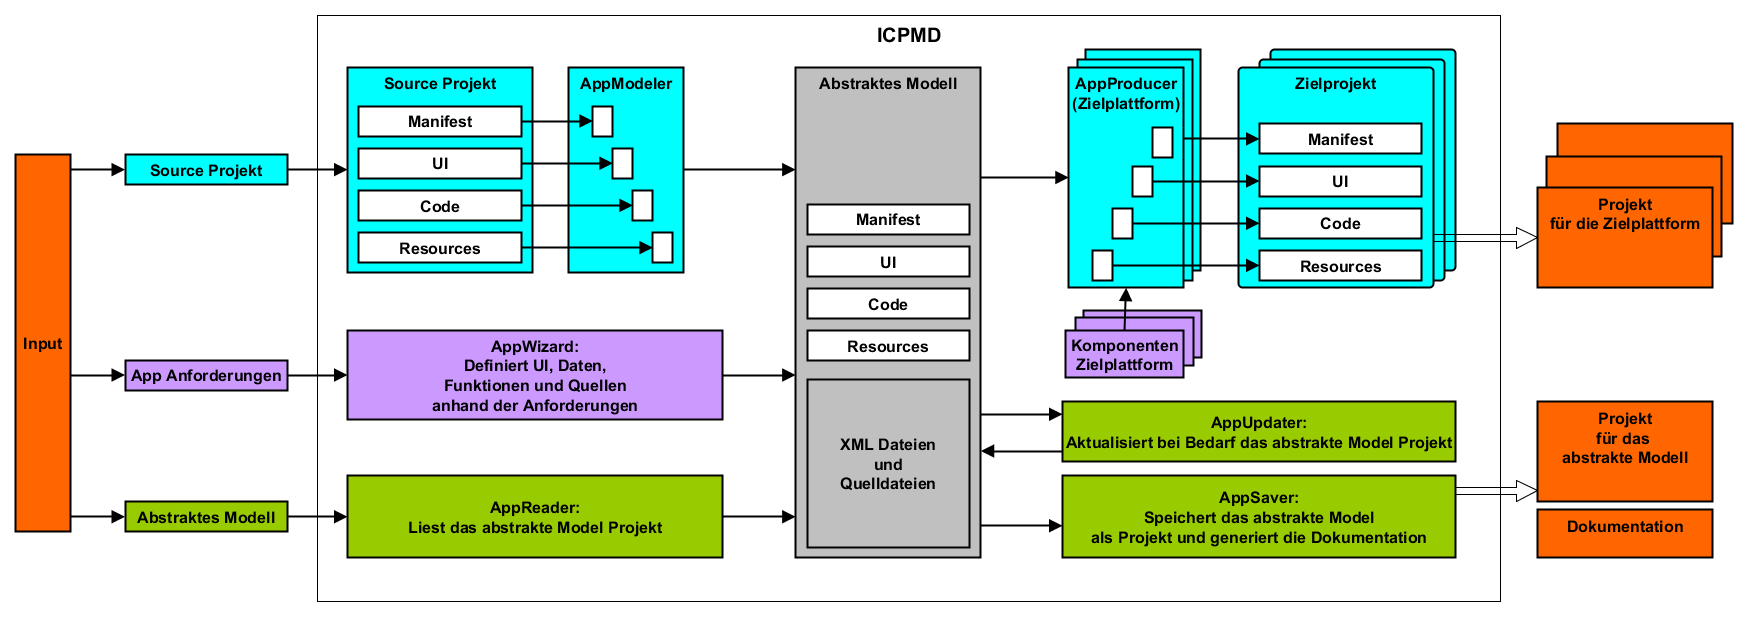 ICPMD
Input
Source Projekt
App Anforderungen
Abstraktes Modell
Source Projekt
Manifest
UI
Code
Resources
AppModeler
AppWizard:
Definiert UI, Daten,
Funktionen und Quellen
anhand der Anforderungen
AppReader:
Liest das abstrakte Model Projekt
Abstraktes Modell
Manifest
UI
Code
Resources
XML Dateien
und
Quelldateien
AppProducer
(Zielplattform)
Komponenten
Zielplattform
Zielprojekt
Manifest
UI
Code
Resources
AppUpdater:
Aktualisiert bei Bedarf das abstrakte Model Projekt
AppSaver:
Speichert das abstrakte Model
als Projekt und generiert die Dokumentation
Projekt
für die Zielplattform
Projekt
für das
abstrakte Modell
Dokumentation